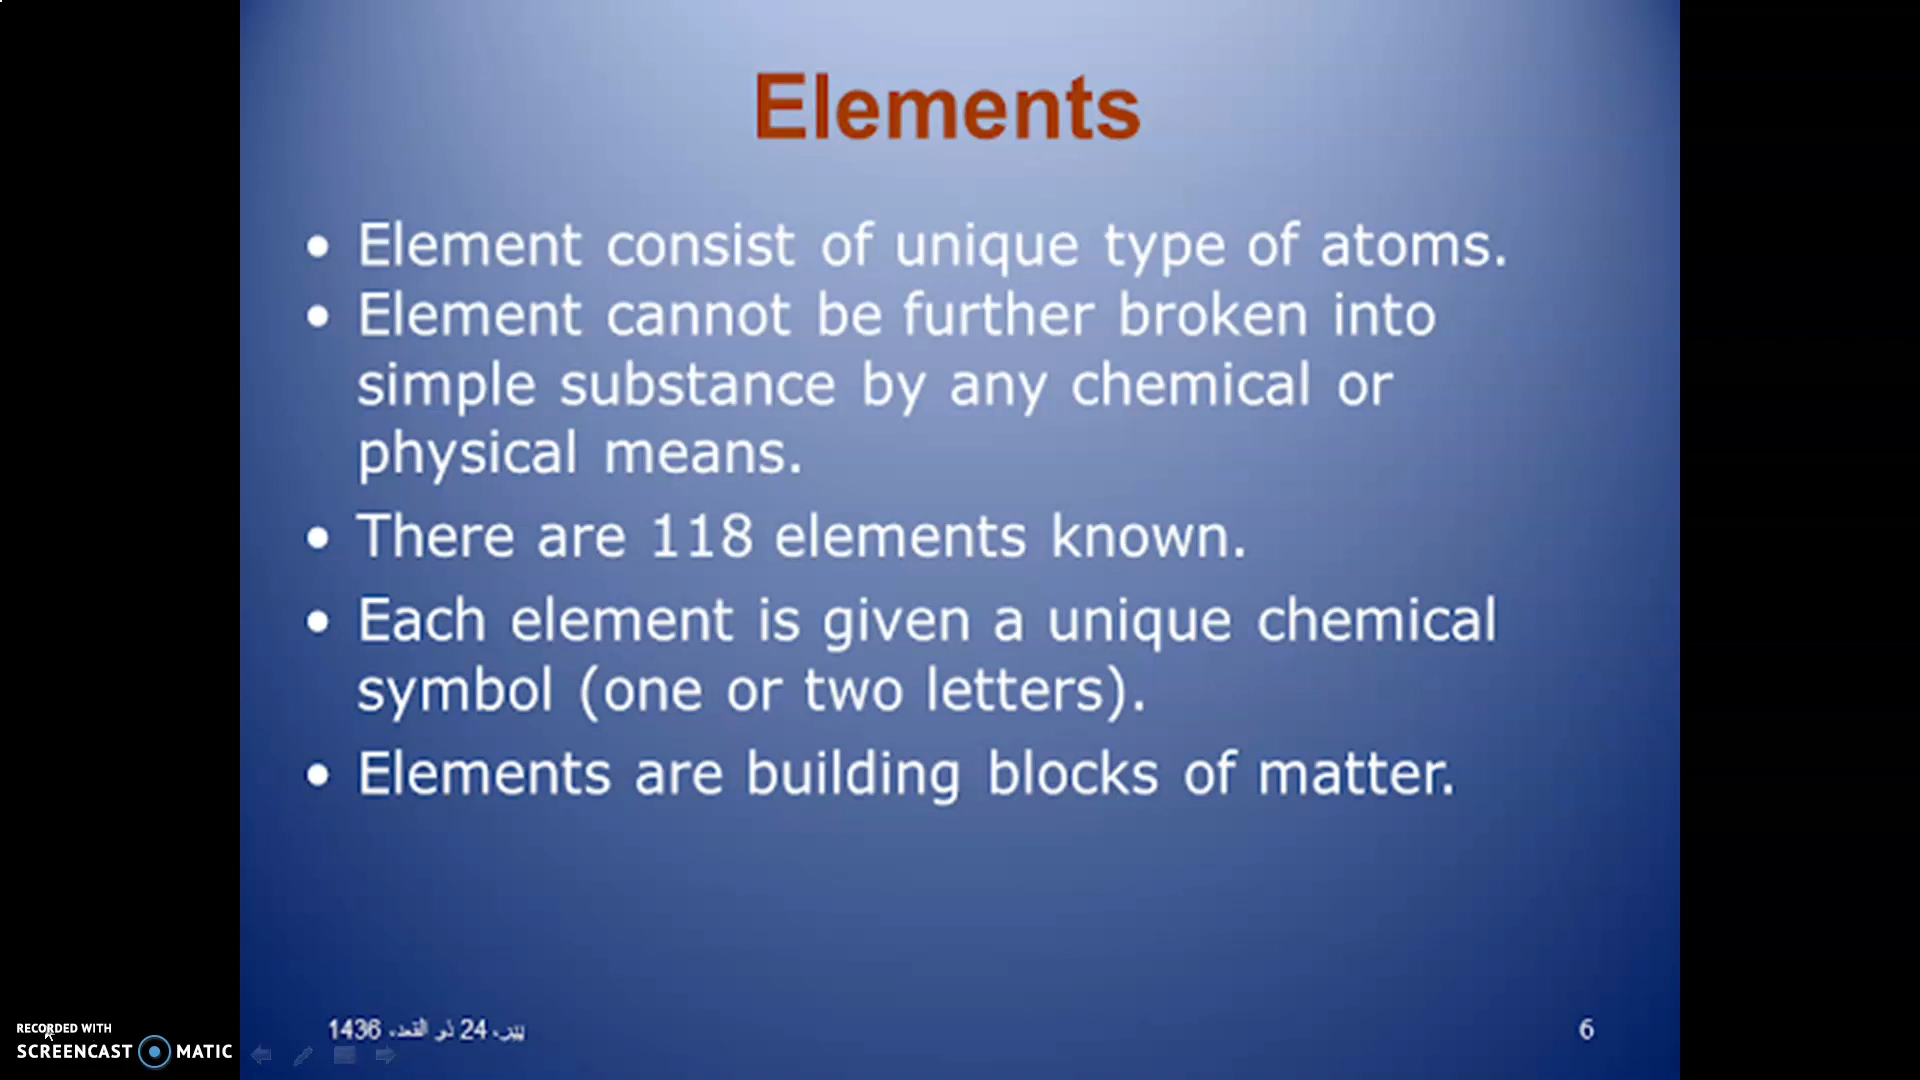 Elements
• Element consist of unique type of atoms.
• Element cannot be further broken into
simple substance by any chemical or
physical means.
• There are 118 elements known.
• Each element is given a unique chemical
symbol (one or two letters).
• Elements are building blocks of matter.
پیر، 24 ذو القعدہ، 1436
6
RECORDED WITH
SCREENCAST MATIC